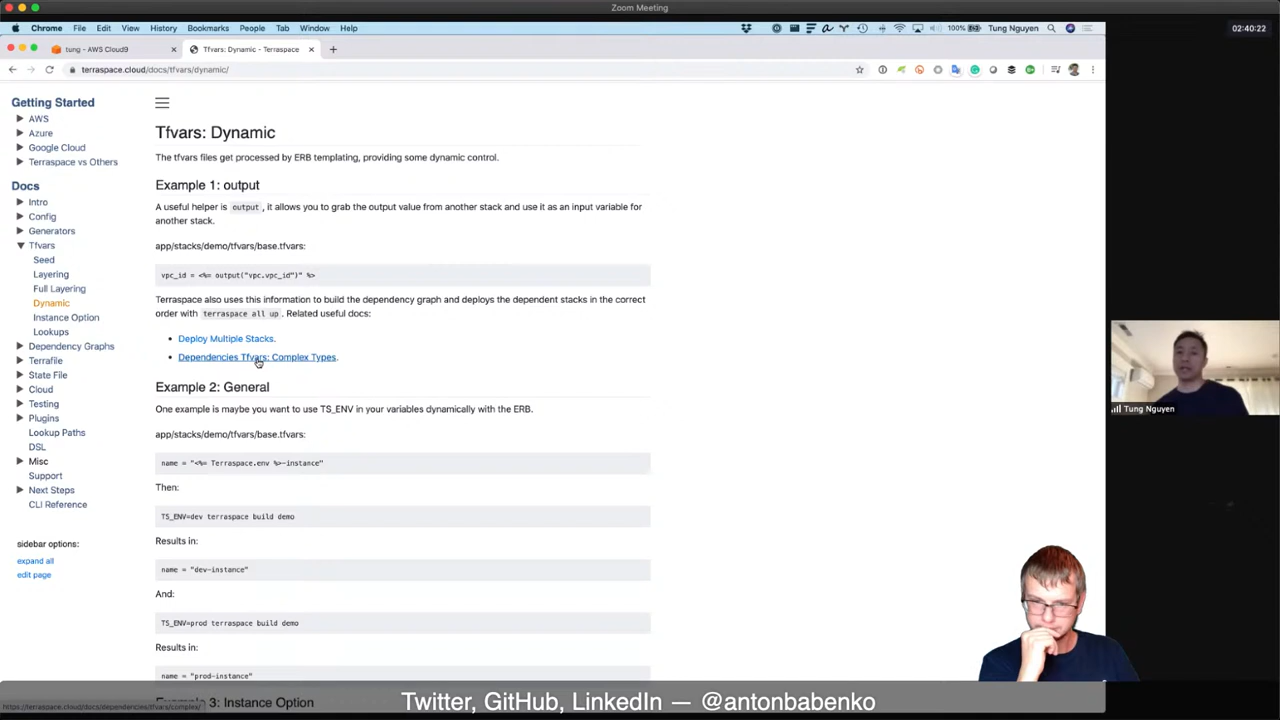 Zoom Meeting
Chrome File Edit View History Bookmarks People Tab Window Help
100% Tung Nguyen
02:40:22
tung - AWS Cloud9
Tfvars: Dynamic - Terraspace
terraspace.cloud/docs/tfvars/dynamic/
Getting Started
AWS
Azure
Google Cloud
Terraspace vs Others
Docs
Intro
Config
Generators
Tfvars
Seed
Layering
Full Layering
Dynamic
Instance Option
Lookups
Dependency Graphs
Terrafile
State File
Cloud
Testing
Plugins
Lookup Paths
DSL
Misc
Support
Next Steps
CLI Reference
sidebar options:
expand all
edit page
Tfvars: Dynamic
The tfvars files get processed by ERB templating, providing some dynamic control.
Example 1: output
A useful helper is output, it allows you to grab the output value from another stack and use it as an input variable for
another stack.
app/stacks/demo/tfvars/base.tfvars:
vpc_id = <%= output("vpc.vpc_id")" %>
Terraspace also uses this information to build the dependency graph and deploys the dependent stacks in the correct
order with terraspace all up. Related useful docs:
• Deploy Multiple Stacks.
• Dependencies Tfvars: Complex Types.
Example 2: General
One example is maybe you want to use TS_ENV in your variables dynamically with the ERB.
app/stacks/demo/tfvars/base.tfvars:
name = "<%= Terraspace.env %>-instance"
Then:
TS_ENV=dev terraspace build demo
Results in:
name = "dev-instance"
And:
TS_ENV=prod terraspace build demo
Results in:
name = "prod-instance"
Example 3: Instance Option
https://terraspace.cloud/docs/dependencies/tfvars/complex/
Tung Nguyen
Twitter, GitHub, LinkedIn — @antonbabenko